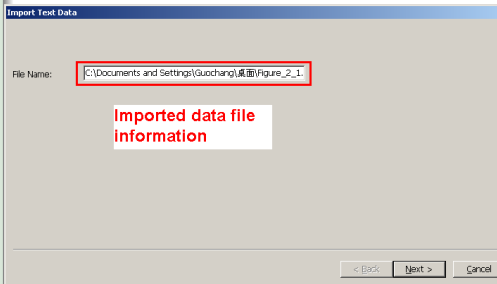 Import Text Data
File Name: C:\Documents and Settings\Guochang\桌面\Figure_2_1.
Imported data file
information
< Back Next > Cancel